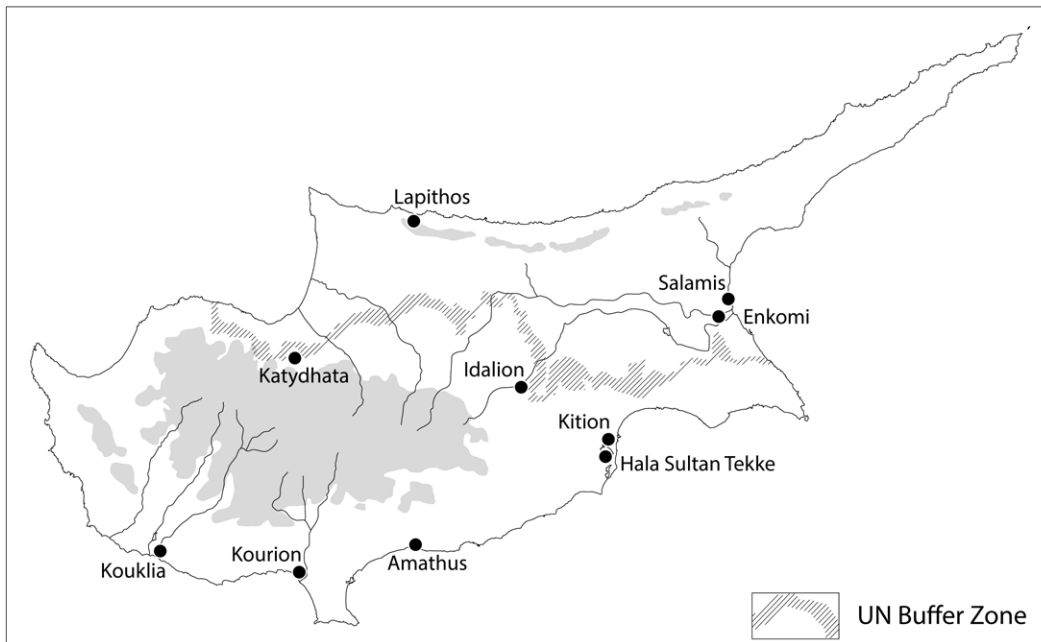 Lapithos
Salamis
Enkomi
Idalion
Katydhata
Kition
Hala Sultan Tekke
Amathus
Kourion
Kouklia
UN Buffer Zone